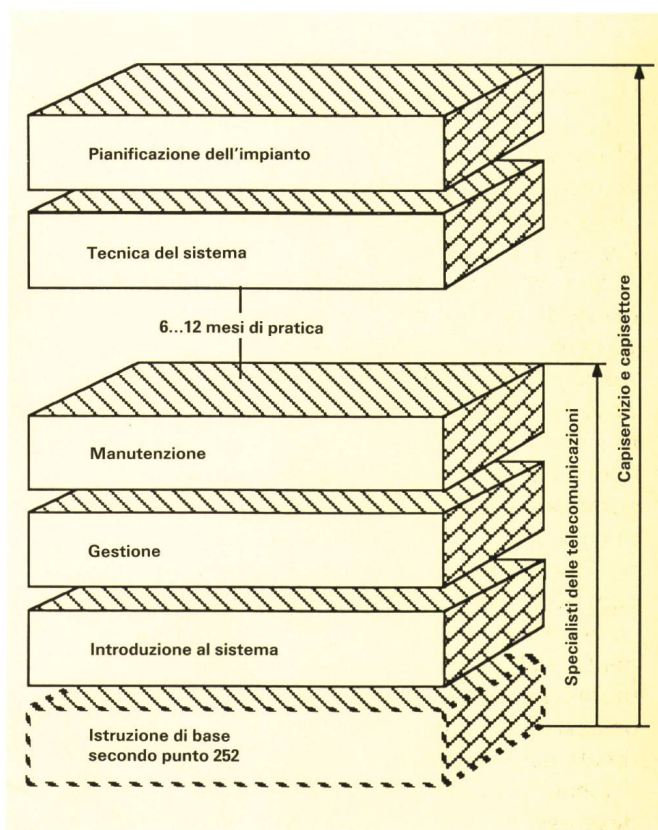 Pianificazione dell'impianto
Tecnica del sistema
6...12 mesi di pratica
Manutenzione
Gestione
Introduzione al sistema
Istruzione di base
secondo punto 252
Specialisti delle telecomunicazioni
Capiservizio e capisettore